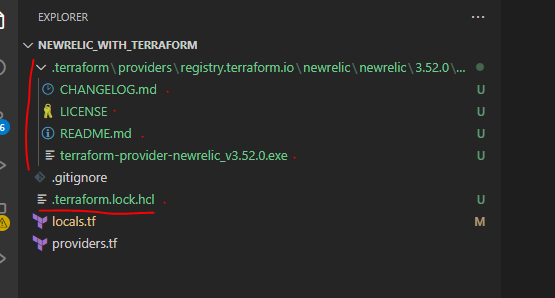 EXPLORER
NEWRELIC_WITH_TERRAFORM
.terraform\providers\registry.terraform.io\newrelic\newrelic\3.52.0\...
CHANGELOG.md U
LICENSE U
README.md U
terraform-provider-newrelic_v3.52.0.exe U
.gitignore
.terraform.lock.hcl U
locals.tf M
providers.tf